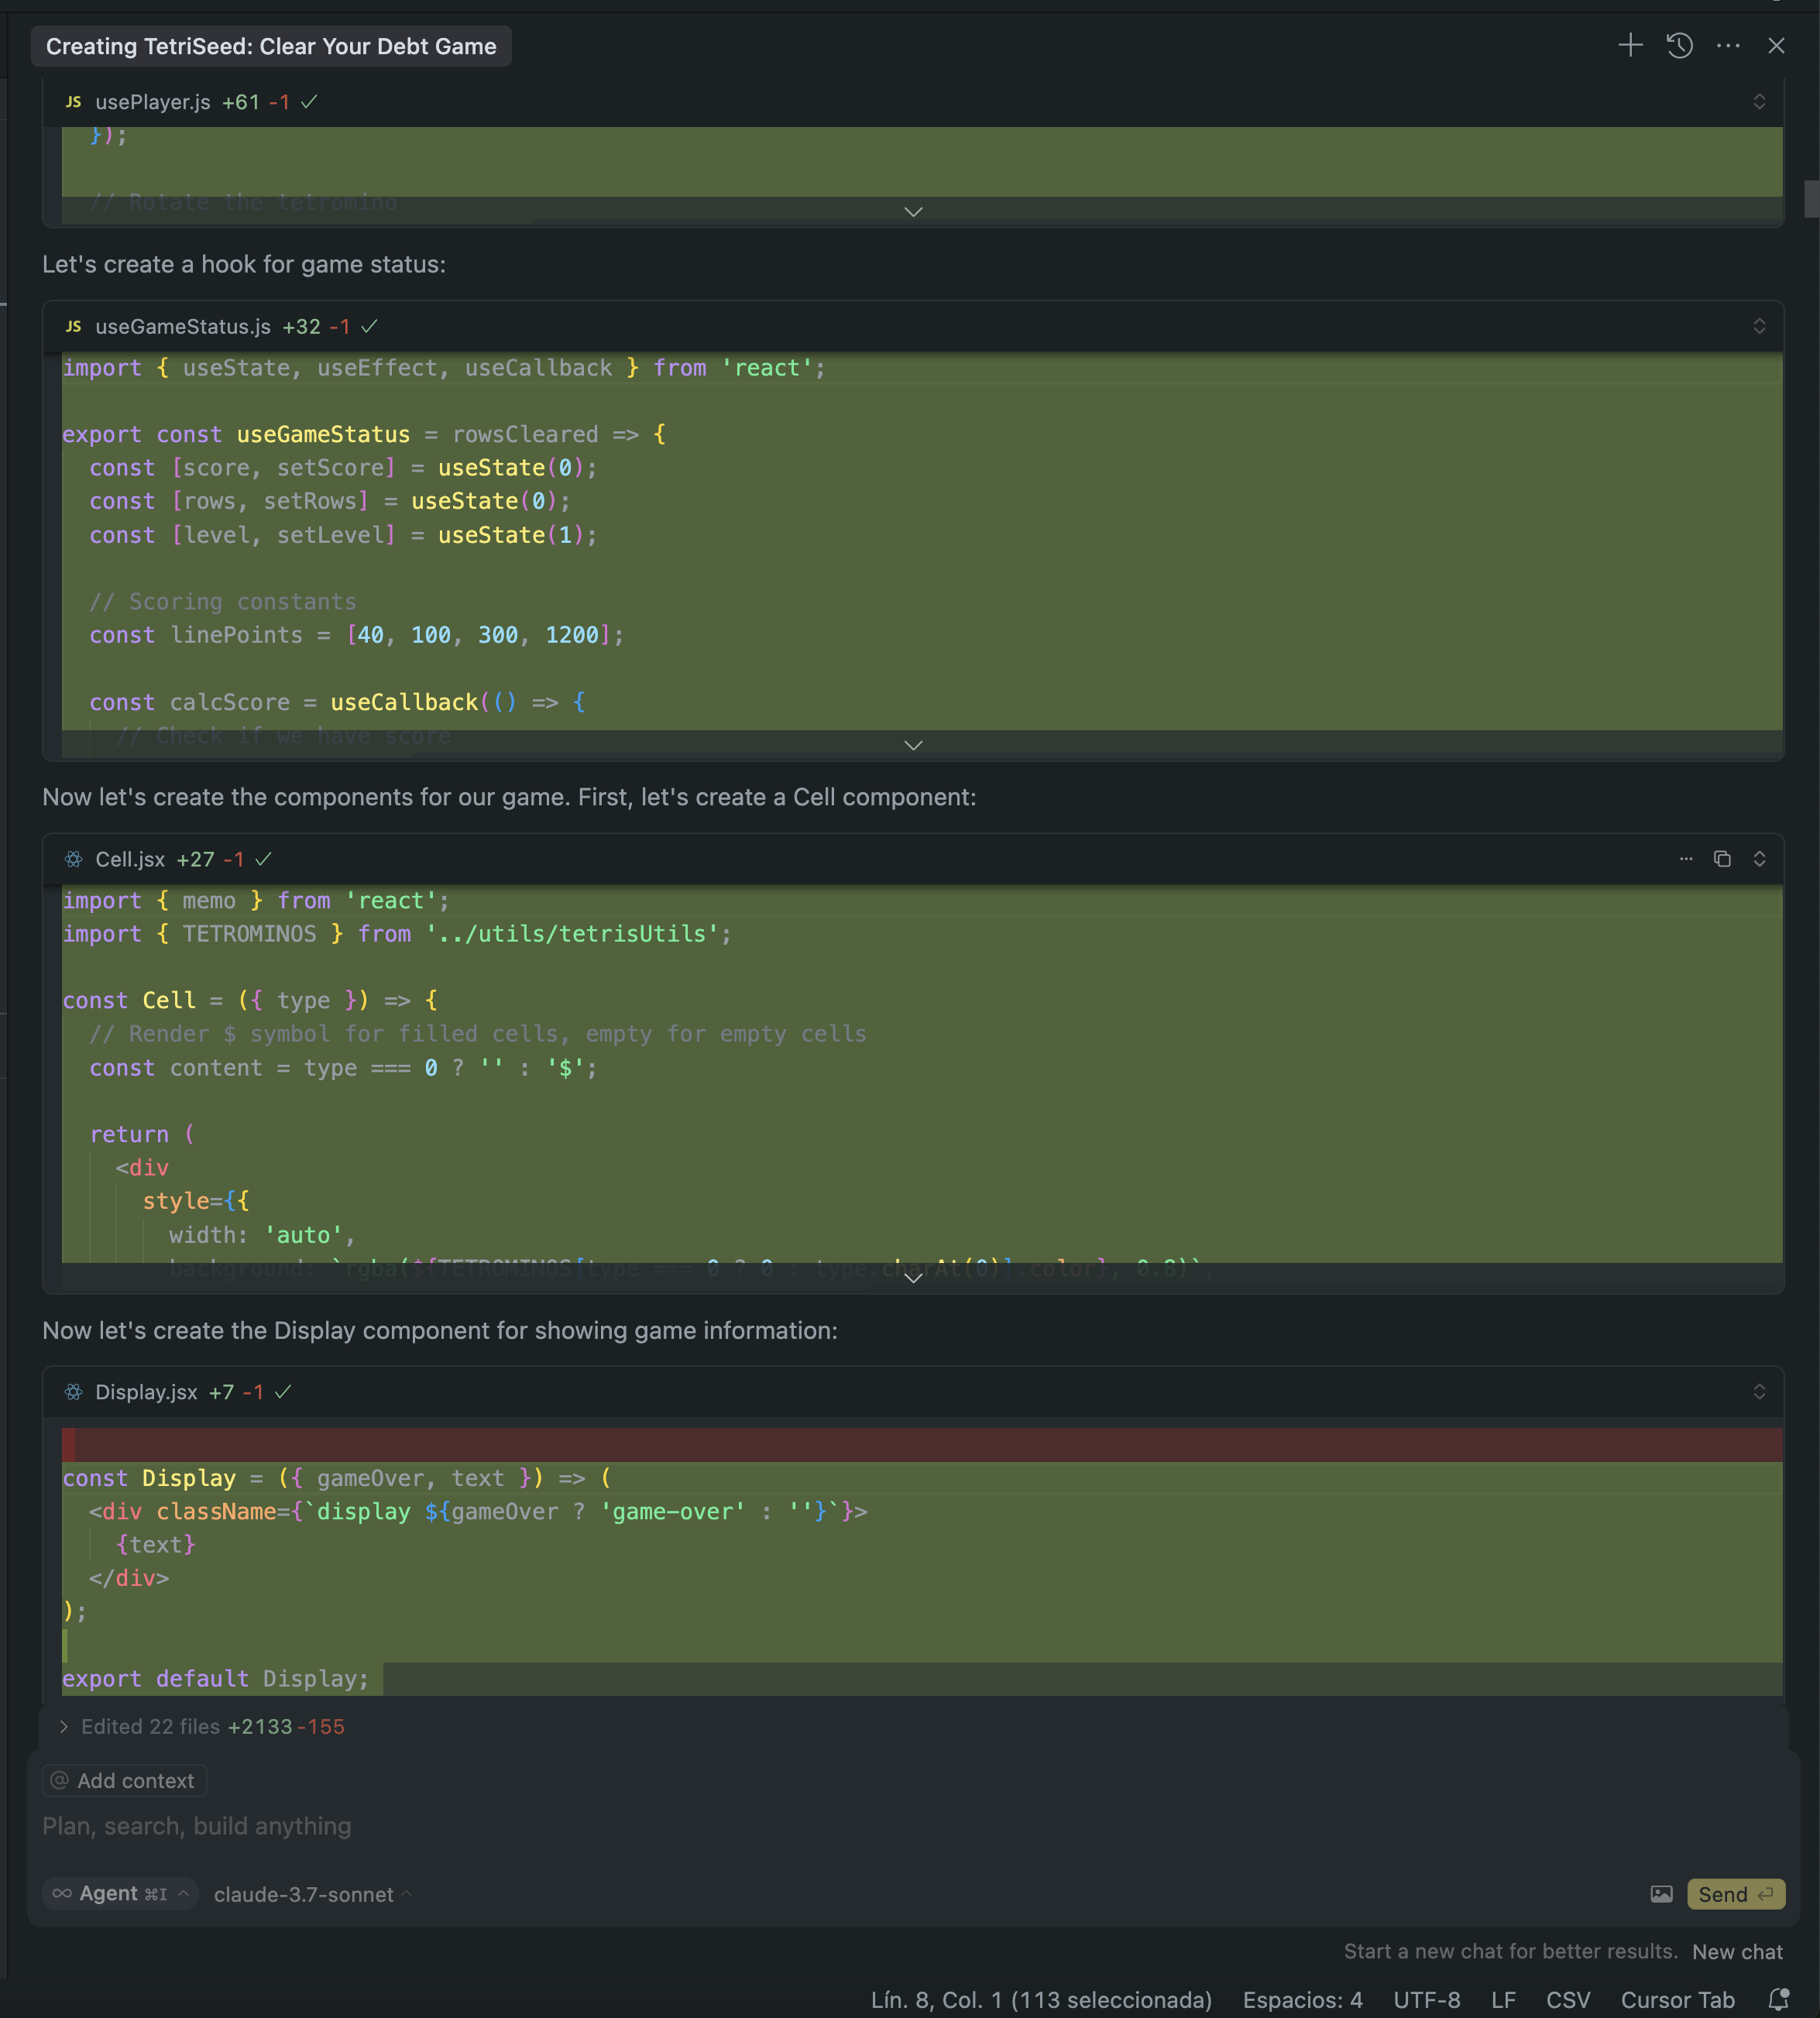 Creating TetriSeed: Clear Your Debt Game
JS usePlayer.js +61 -1
});
// Rotate the tetromino
Let's create a hook for game status:
JS useGameStatus.js +32 -1
import { useState, useEffect, useCallback } from 'react';
export const useGameStatus = rowsCleared => {
const [score, setScore] = useState(0);
const [rows, setRows] = useState(0);
const [level, setLevel] = useState(1);
// Scoring constants
const linePoints = [40, 100, 300, 1200];
const calcScore = useCallback(() => {
// Check if we have score
Now let's create the components for our game. First, let's create a Cell component:
Cell.jsx +27 -1
import { memo } from 'react';
import { TETROMINOS } from '../utils/tetrisUtils';
const Cell = ({ type }) => {
// Render $ symbol for filled cells, empty for empty cells
const content = type === 0 ? '' : '$';
return (
<div
style={{
width: 'auto',
background: `rgba(${TETROMINOS[type === 0 ? 0 : type.charAt(0)].color}, 0.8)`,
Now let's create the Display component for showing game information:
Display.jsx +7 -1
const Display = ({ gameOver, text }) => (
<div className={`display ${gameOver ? 'game-over' : ''}`}>
{text}
</div>
);
export default Display;
Edited 22 files +2133 -155
@ Add context
Plan, search, build anything
∞ Agent ⌘I claude-3.7-sonnet
Send
Start a new chat for better results. New chat
Lín. 8, Col. 1 (113 seleccionada) Espacios: 4 UTF-8 LF CSV Cursor Tab